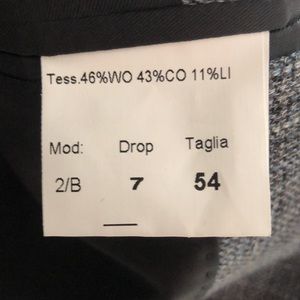 Tess.46%WO 43%CO 11%LI
Mod: Drop Taglia
2/B 7 54